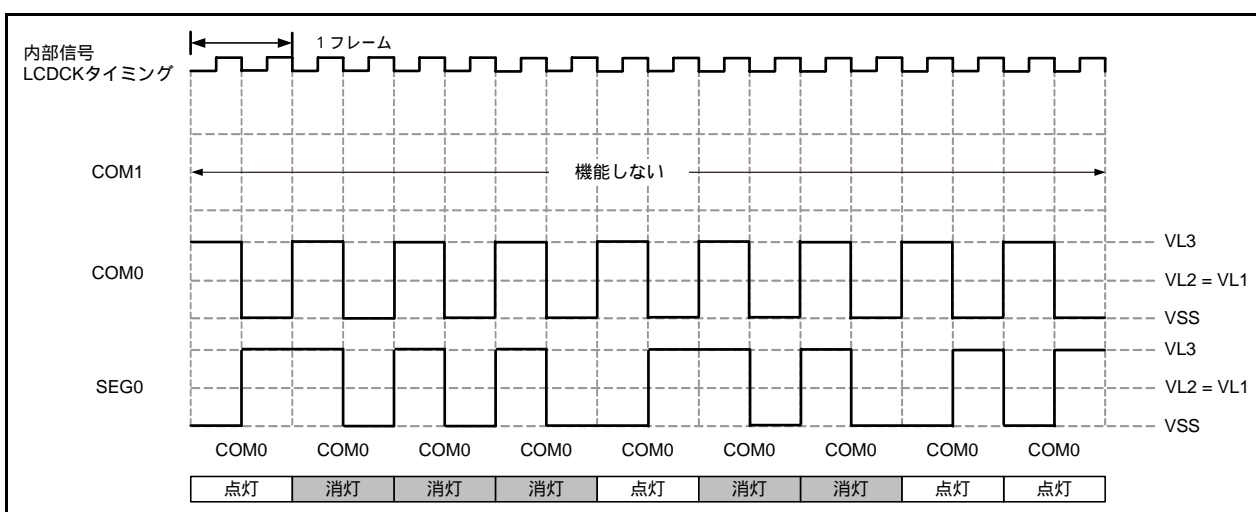 内部信号
LCDCKタイミング
1 フレーム
COM1
機能しない
COM0
VL3
VL2 = VL1
VSS
SEG0
VL3
VL2 = VL1
VSS
COM0 COM0 COM0 COM0 COM0 COM0 COM0 COM0 COM0
点灯 消灯 消灯 消灯 点灯 消灯 消灯 点灯 点灯